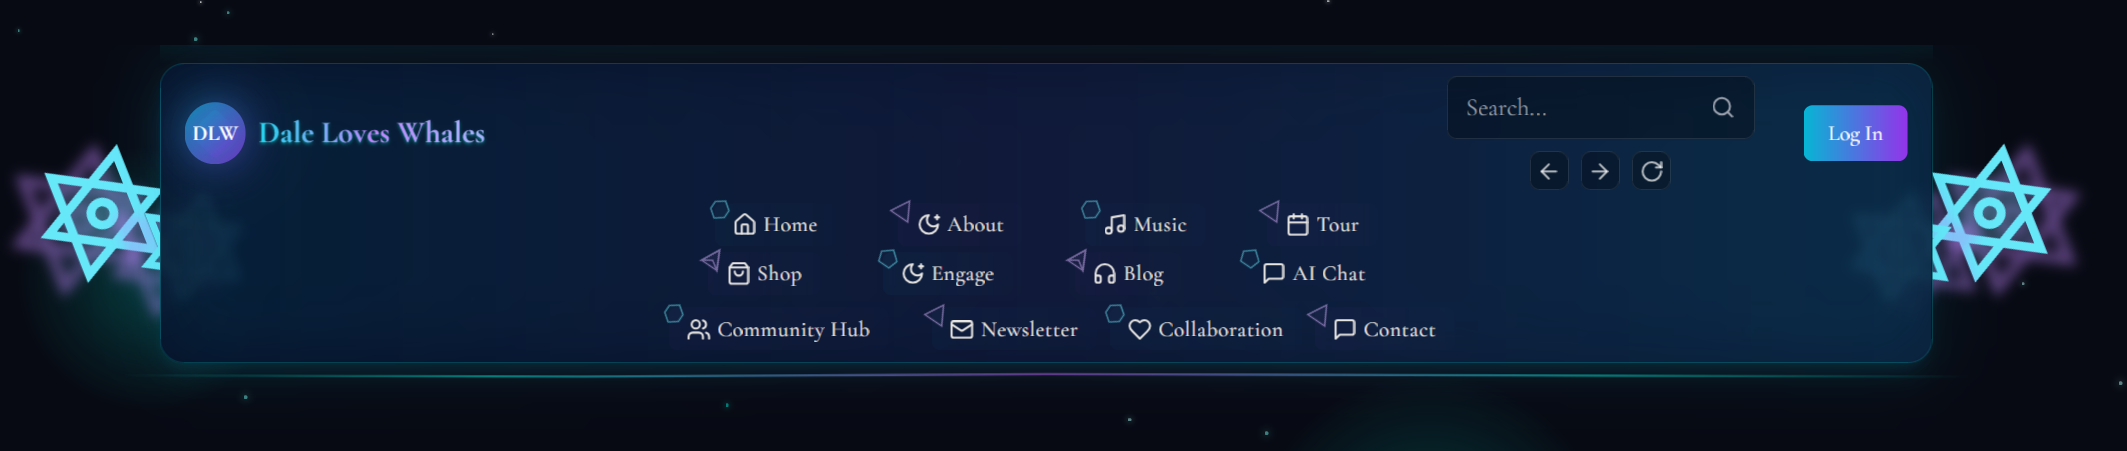 DLW Dale Loves Whales
Search...
Log In
Home About Music Tour
Shop Engage Blog AI Chat
Community Hub Newsletter Collaboration Contact